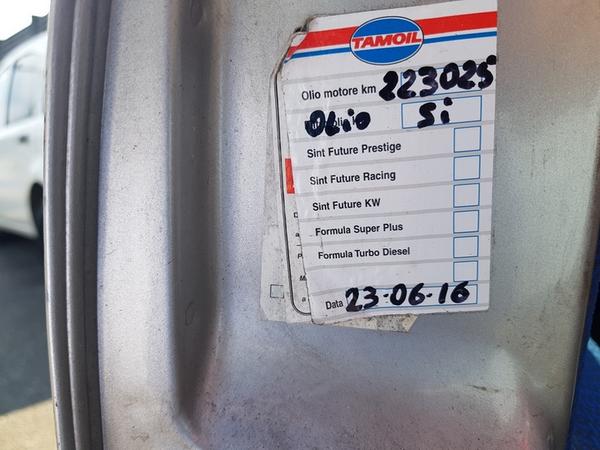 TAMOIL
Olio motore km 223025
OLIO Si
Sint Future Prestige
Sint Future Racing
Sint Future KW
Formula Super Plus
Formula Turbo Diesel
Data 23-06-16